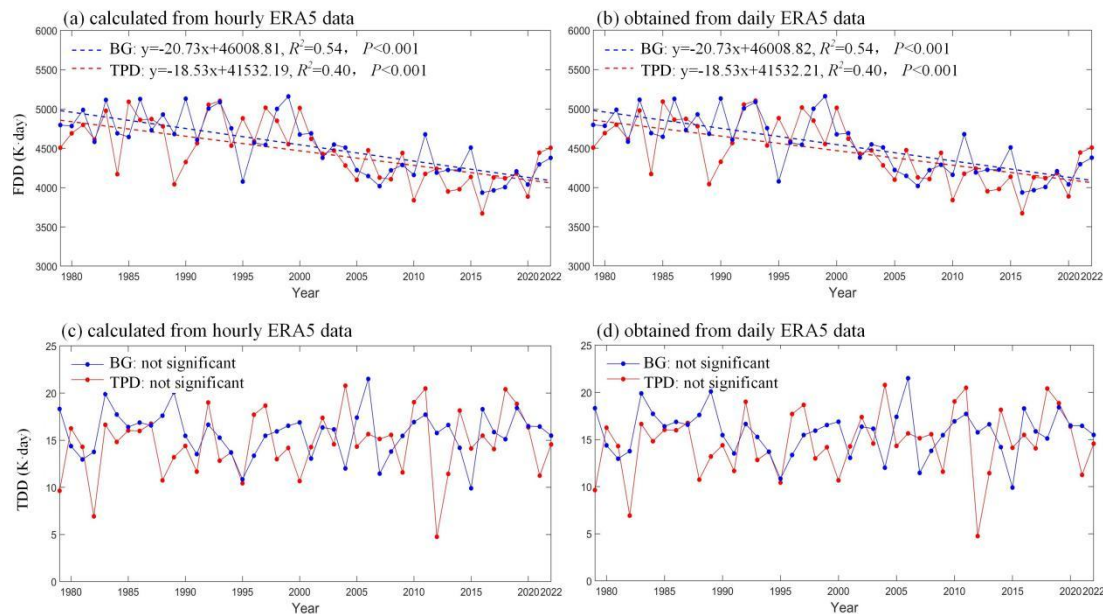 (a) calculated from hourly ERA5 data
6000
5500
5000
4500
4000
3500
3000
FDD (K·day)
BG: y=-20.73x+46008.81, R²=0.54， P<0.001
TPD: y=-18.53x+41532.19, R²=0.40， P<0.001
1980 1985 1990 1995 2000 2005 2010 2015 2020 2022
Year
(b) obtained from daily ERA5 data
6000
5500
5000
4500
4000
3500
3000
BG: y=-20.73x+46008.82, R²=0.54， P<0.001
TPD: y=-18.53x+41532.21, R²=0.40， P<0.001
1980 1985 1990 1995 2000 2005 2010 2015 2020 2022
Year
(c) calculated from hourly ERA5 data
25
20
15
10
5
0
TDD (K·day)
BG: not significant
TPD: not significant
1980 1985 1990 1995 2000 2005 2010 2015 2020 2022
Year
(d) obtained from daily ERA5 data
25
20
15
10
5
0
BG: not significant
TPD: not significant
1980 1985 1990 1995 2000 2005 2010 2015 2020 2022
Year